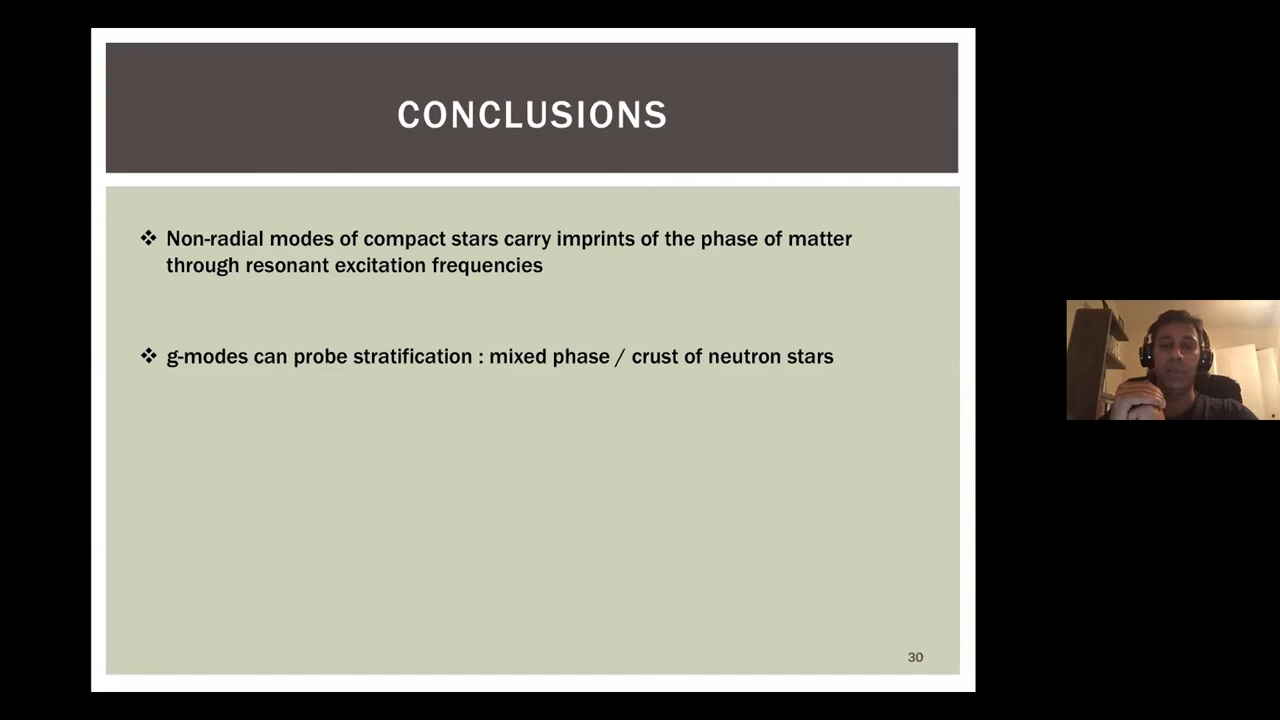 CONCLUSIONS
❖ Non-radial modes of compact stars carry imprints of the phase of matter
through resonant excitation frequencies
❖ g-modes can probe stratification : mixed phase / crust of neutron stars
30